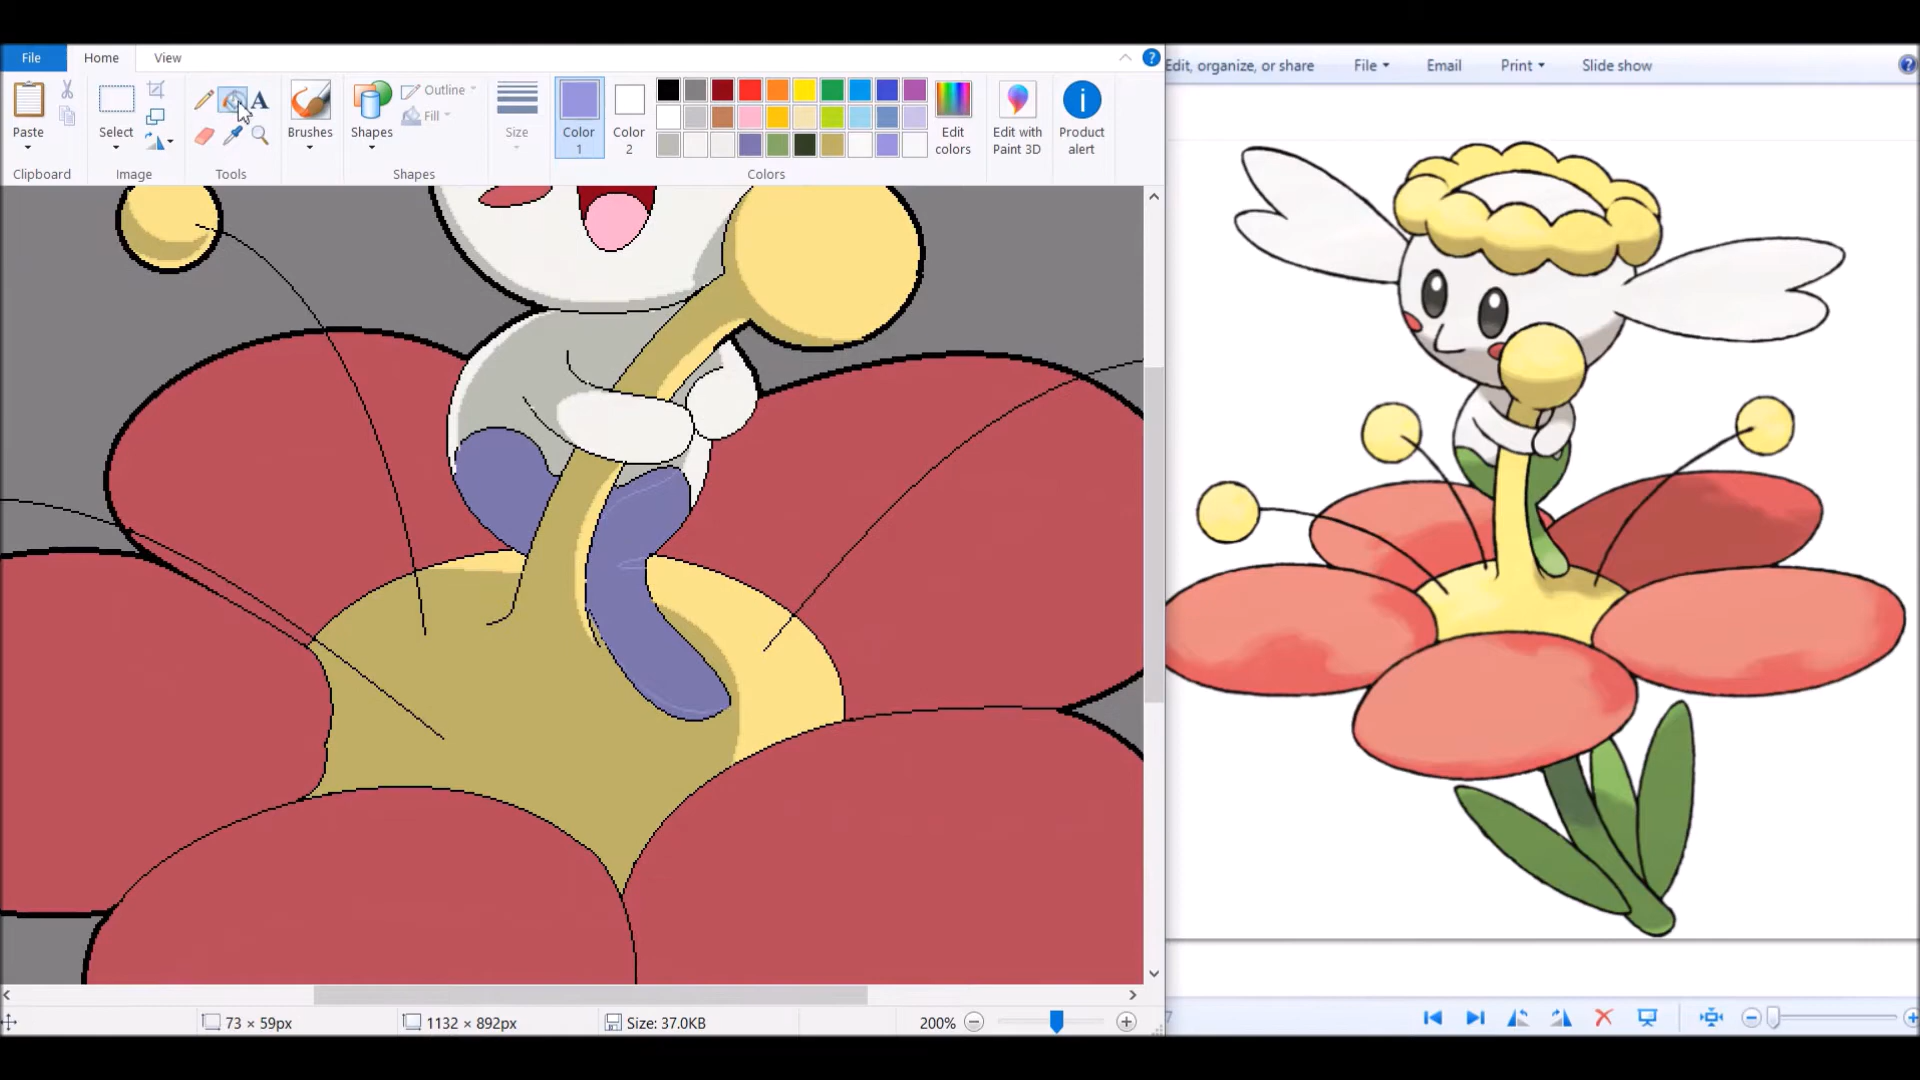 File Home View
Paste
Select
A
Brushes
Shapes
Outline
Fill
Size
Color
1
Color
2
Edit
colors
Edit with
Paint 3D
Product
alert
Clipboard
Image
Tools
Shapes
Colors
Edit, organize, or share File Email Print Slide show
73 × 59px
1132 × 892px
Size: 37.0KB
200%